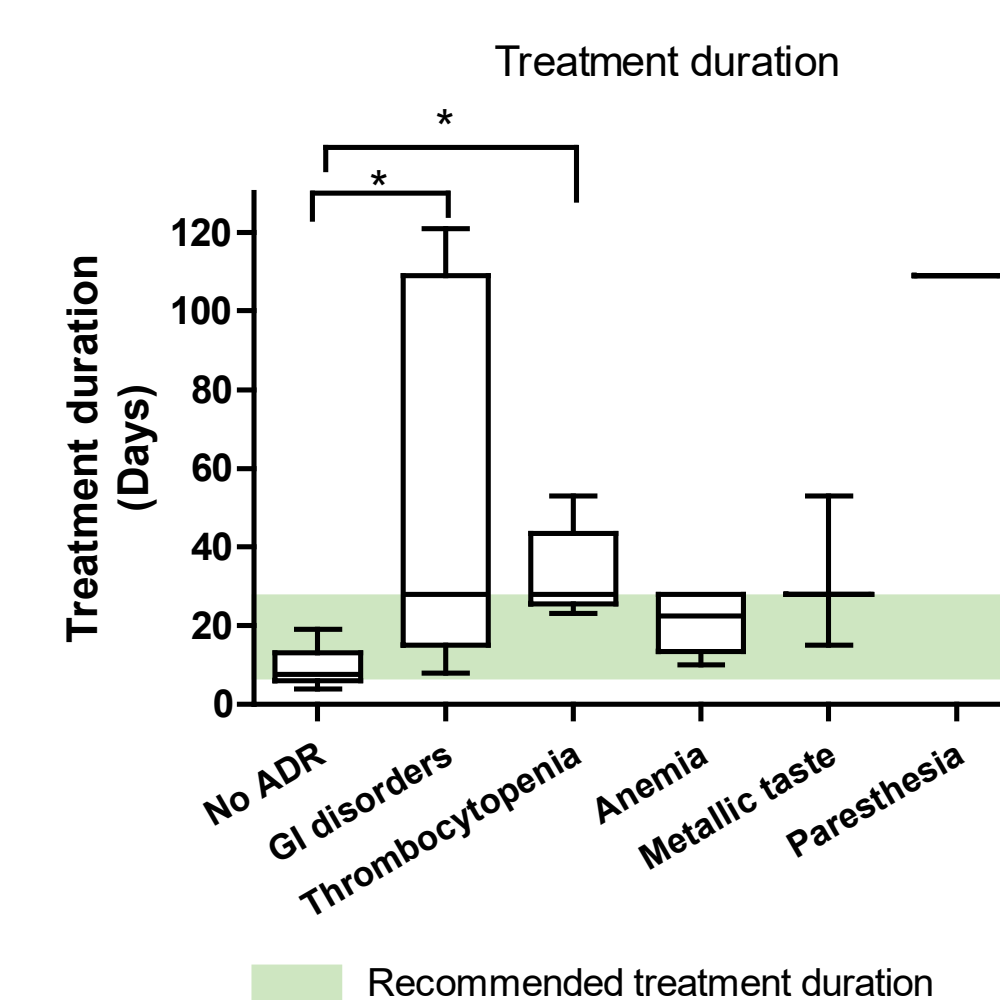 Treatment duration
*
*
Treatment duration
(Days)
120
100
80
60
40
20
0
No ADR
GI disorders
Thrombocytopenia
Anemia
Metallic taste
Paresthesia
Recommended treatment duration